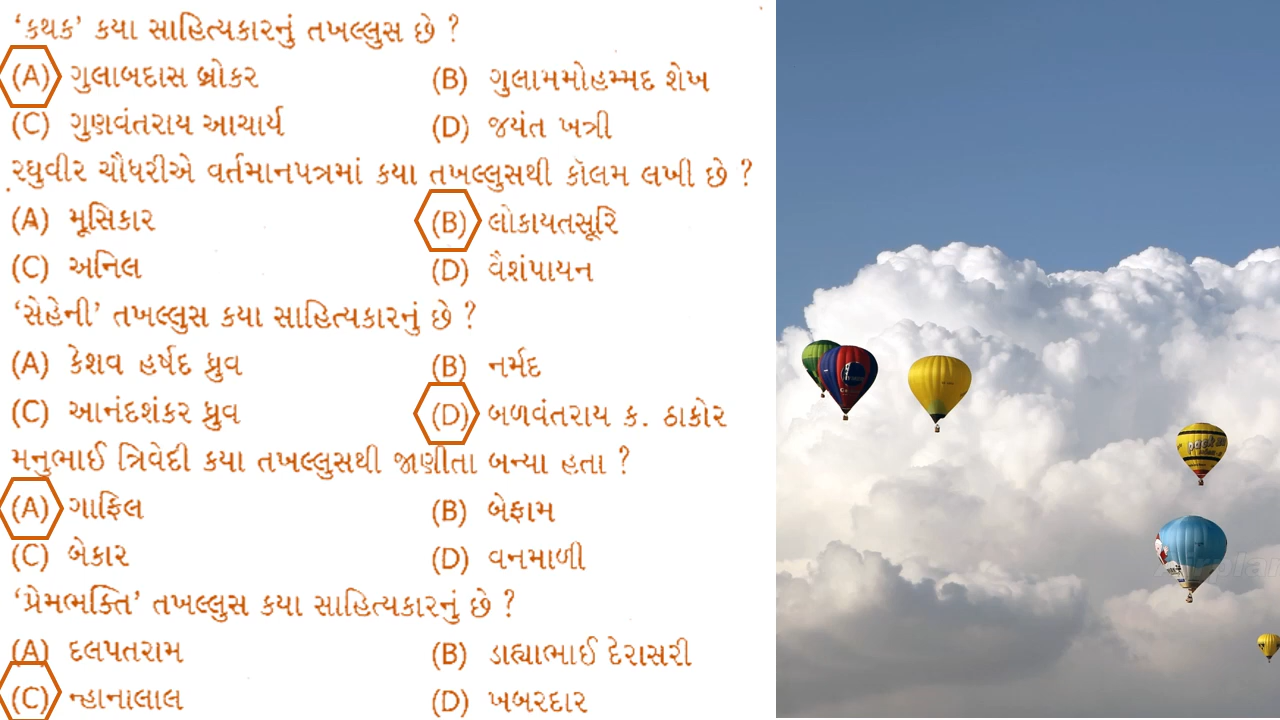 ‘કથક’ કયા સાહિત્યકારનું તખલ્લુસ છે ?
(A) ગુલાબદાસ બ્રોકર (B) ગુલામમોહમ્મદ શેખ
(C) ગુણવંતરાય આચાર્ય (D) જયંત ખત્રી
રઘુવીર ચૌધરીએ વર્તમાનપત્રમાં કયા તખલ્લુસથી કૉલમ લખી છે ?
(A) મૂસિકાર (B) લોકાયતસૂરિ
(C) અનિલ (D) વૈશંપાયન
‘સેહેની’ તખલ્લુસ કયા સાહિત્યકારનું છે ?
(A) કેશવ હર્ષદ ધ્રુવ (B) નર્મદ
(C) આનંદશંકર ધ્રુવ (D) બળવંતરાય ક. ઠાકોર
મનુભાઈ ત્રિવેદી કયા તખલ્લુસથી જાણીતા બન્યા હતા ?
(A) ગાફિલ (B) બેફામ
(C) બેકાર (D) વનમાળી
‘પ્રેમભક્તિ’ તખલ્લુસ કયા સાહિત્યકારનું છે ?
(A) દલપતરામ (B) ડાહ્યાભાઈ દેરાસરી
(C) ન્હાનાલાલ (D) ખબરદાર